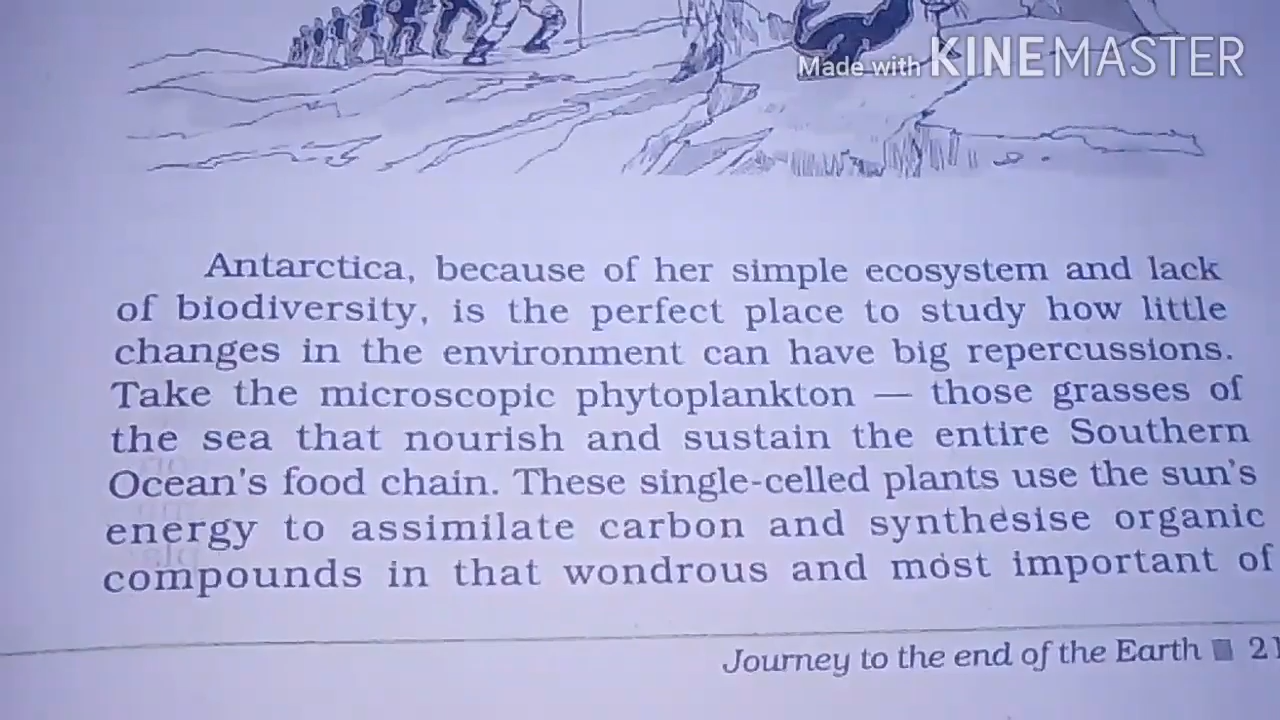 Made with KINEMASTER
Antarctica, because of her simple ecosystem and lack
of biodiversity, is the perfect place to study how little
changes in the environment can have big repercussions.
Take the microscopic phytoplankton — those grasses of
the sea that nourish and sustain the entire Southern
Ocean's food chain. These single-celled plants use the sun's
energy to assimilate carbon and synthesise organic
compounds in that wondrous and most important of
Journey to the end of the Earth ■ 21